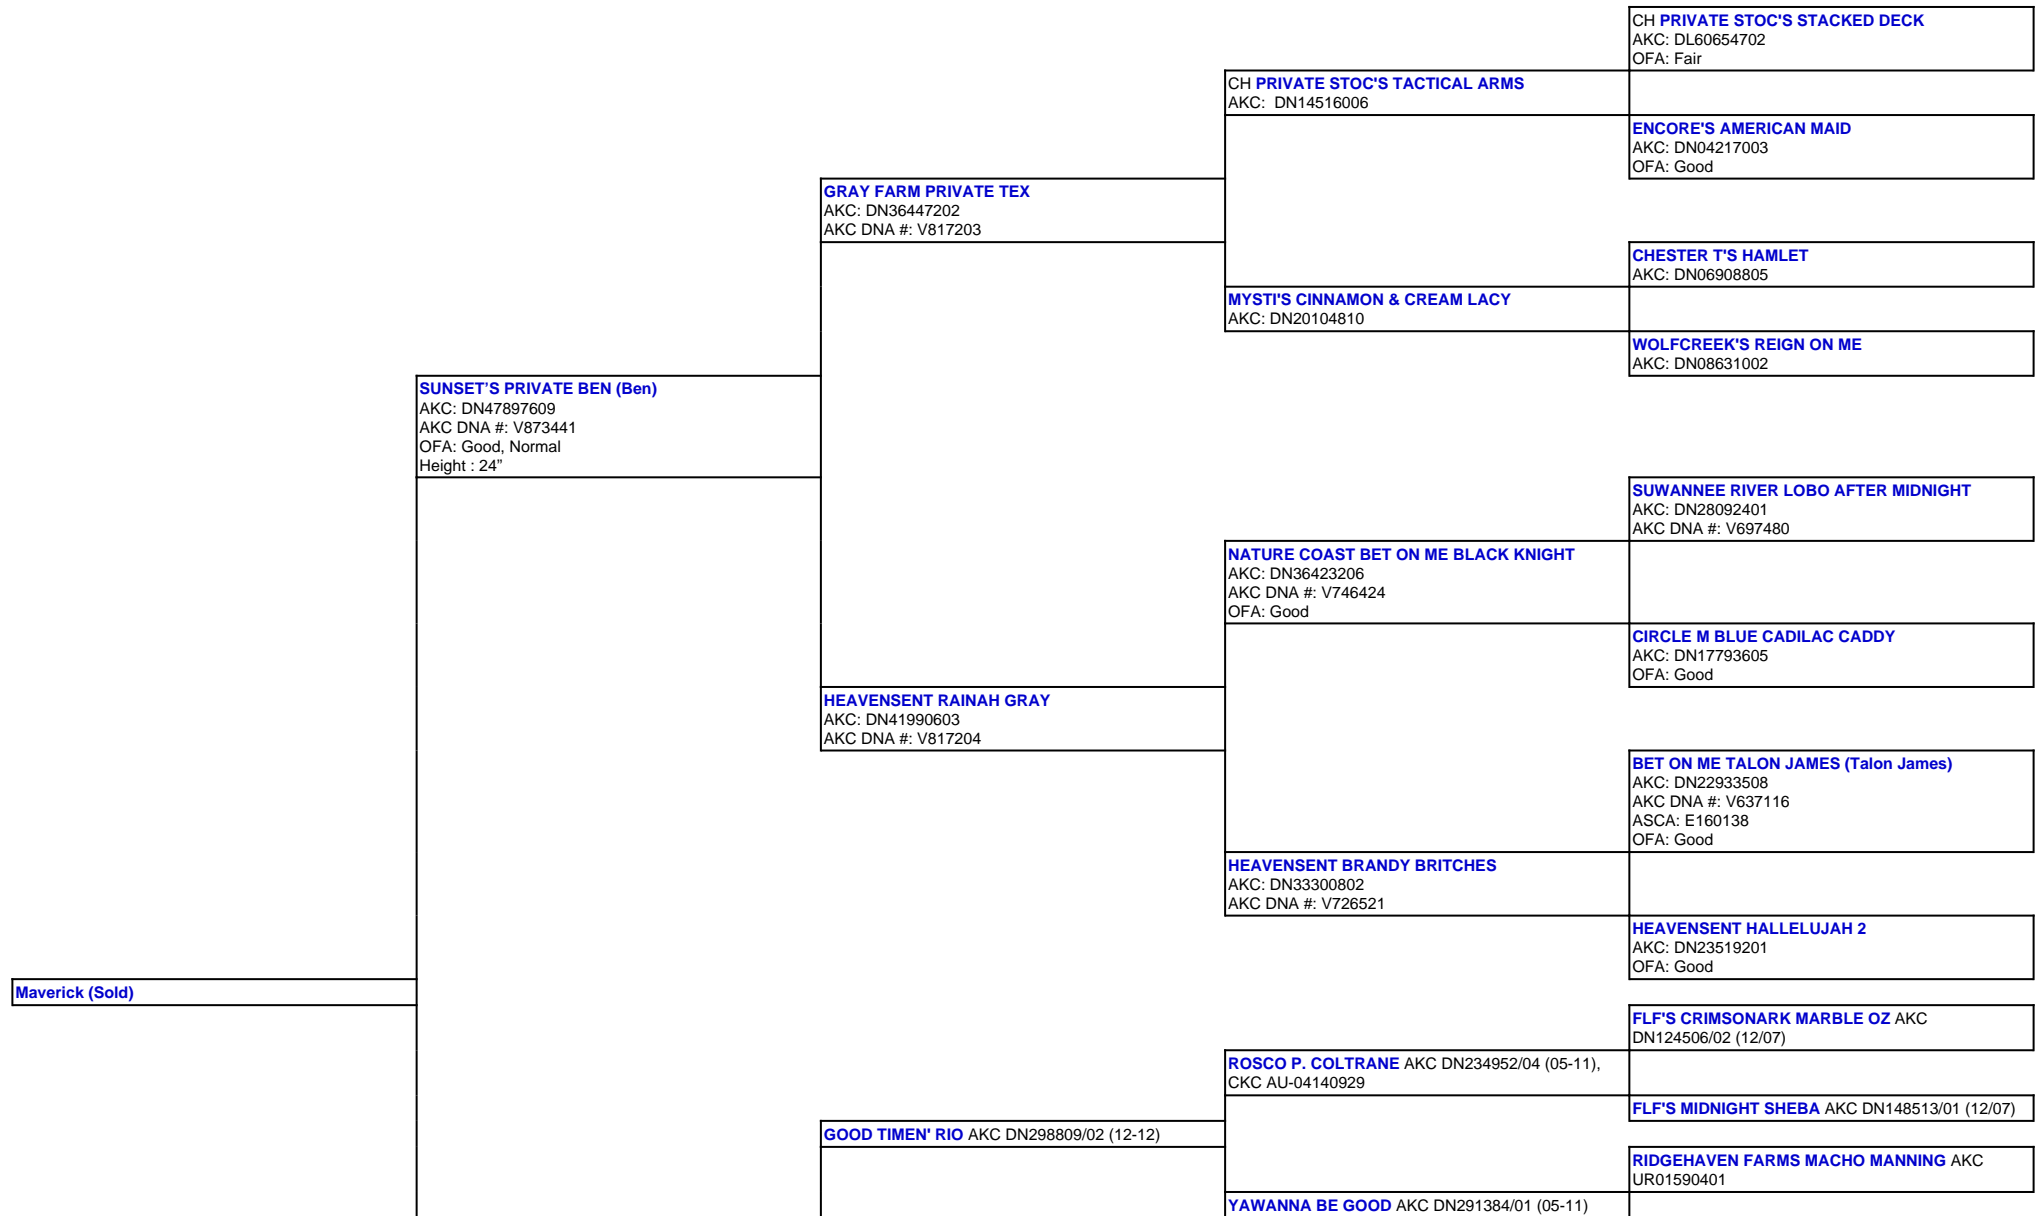 CH PRIVATE STOC'S STACKED DECK
AKC: DL60654702
OFA: Fair
CH PRIVATE STOC'S TACTICAL ARMS
AKC:  DN14516006
ENCORE'S AMERICAN MAID
AKC: DN04217003
OFA: Good
GRAY FARM PRIVATE TEX
AKC: DN36447202
AKC DNA #: V817203
CHESTER T'S HAMLET
AKC: DN06908805
MYSTI'S CINNAMON & CREAM LACY
AKC: DN20104810
WOLFCREEK'S REIGN ON ME
AKC: DN08631002
SUNSET’S PRIVATE BEN (Ben)
AKC: DN47897609
AKC DNA #: V873441
OFA: Good, Normal
Height : 24”
SUWANNEE RIVER LOBO AFTER MIDNIGHT
AKC: DN28092401
AKC DNA #: V697480
NATURE COAST BET ON ME BLACK KNIGHT
AKC: DN36423206
AKC DNA #: V746424
OFA: Good
CIRCLE M BLUE CADILAC CADDY
AKC: DN17793605
OFA: Good
HEAVENSENT RAINAH GRAY
AKC: DN41990603
AKC DNA #: V817204
BET ON ME TALON JAMES (Talon James)
AKC: DN22933508
AKC DNA #: V637116
ASCA: E160138
OFA: Good
HEAVENSENT BRANDY BRITCHES
AKC: DN33300802
AKC DNA #: V726521
HEAVENSENT HALLELUJAH 2
AKC: DN23519201
OFA: Good
Maverick (Sold)
FLF'S CRIMSONARK MARBLE OZ AKC
DN124506/02 (12/07)
ROSCO P. COLTRANE AKC DN234952/04 (05-11),
CKC AU-04140929
FLF'S MIDNIGHT SHEBA AKC DN148513/01 (12/07)
GOOD TIMEN' RIO AKC DN298809/02 (12-12)
RIDGEHAVEN FARMS MACHO MANNING AKC
UR01590401
YAWANNA BE GOOD AKC DN291384/01 (05-11)